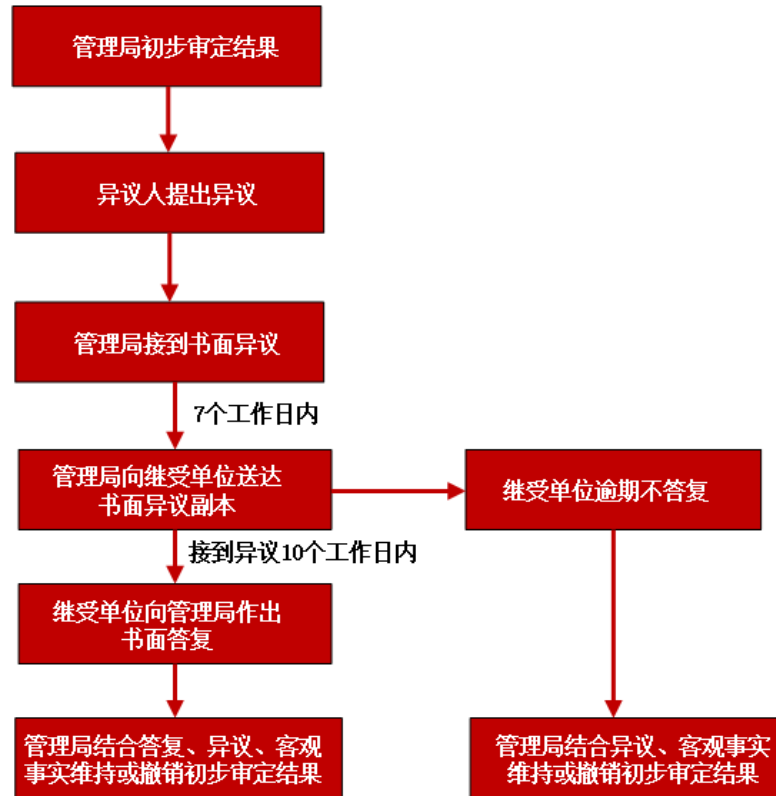 管理局初步审定结果
异议人提出异议
管理局接到书面异议
7个工作日内
管理局向继受单位送达
书面异议副本
继受单位逾期不答复
接到异议10个工作日内
继受单位向管理局作出
书面答复
管理局结合答复、异议、客观
事实维持或撤销初步审定结果
管理局结合异议、客观事实
维持或撤销初步审定结果